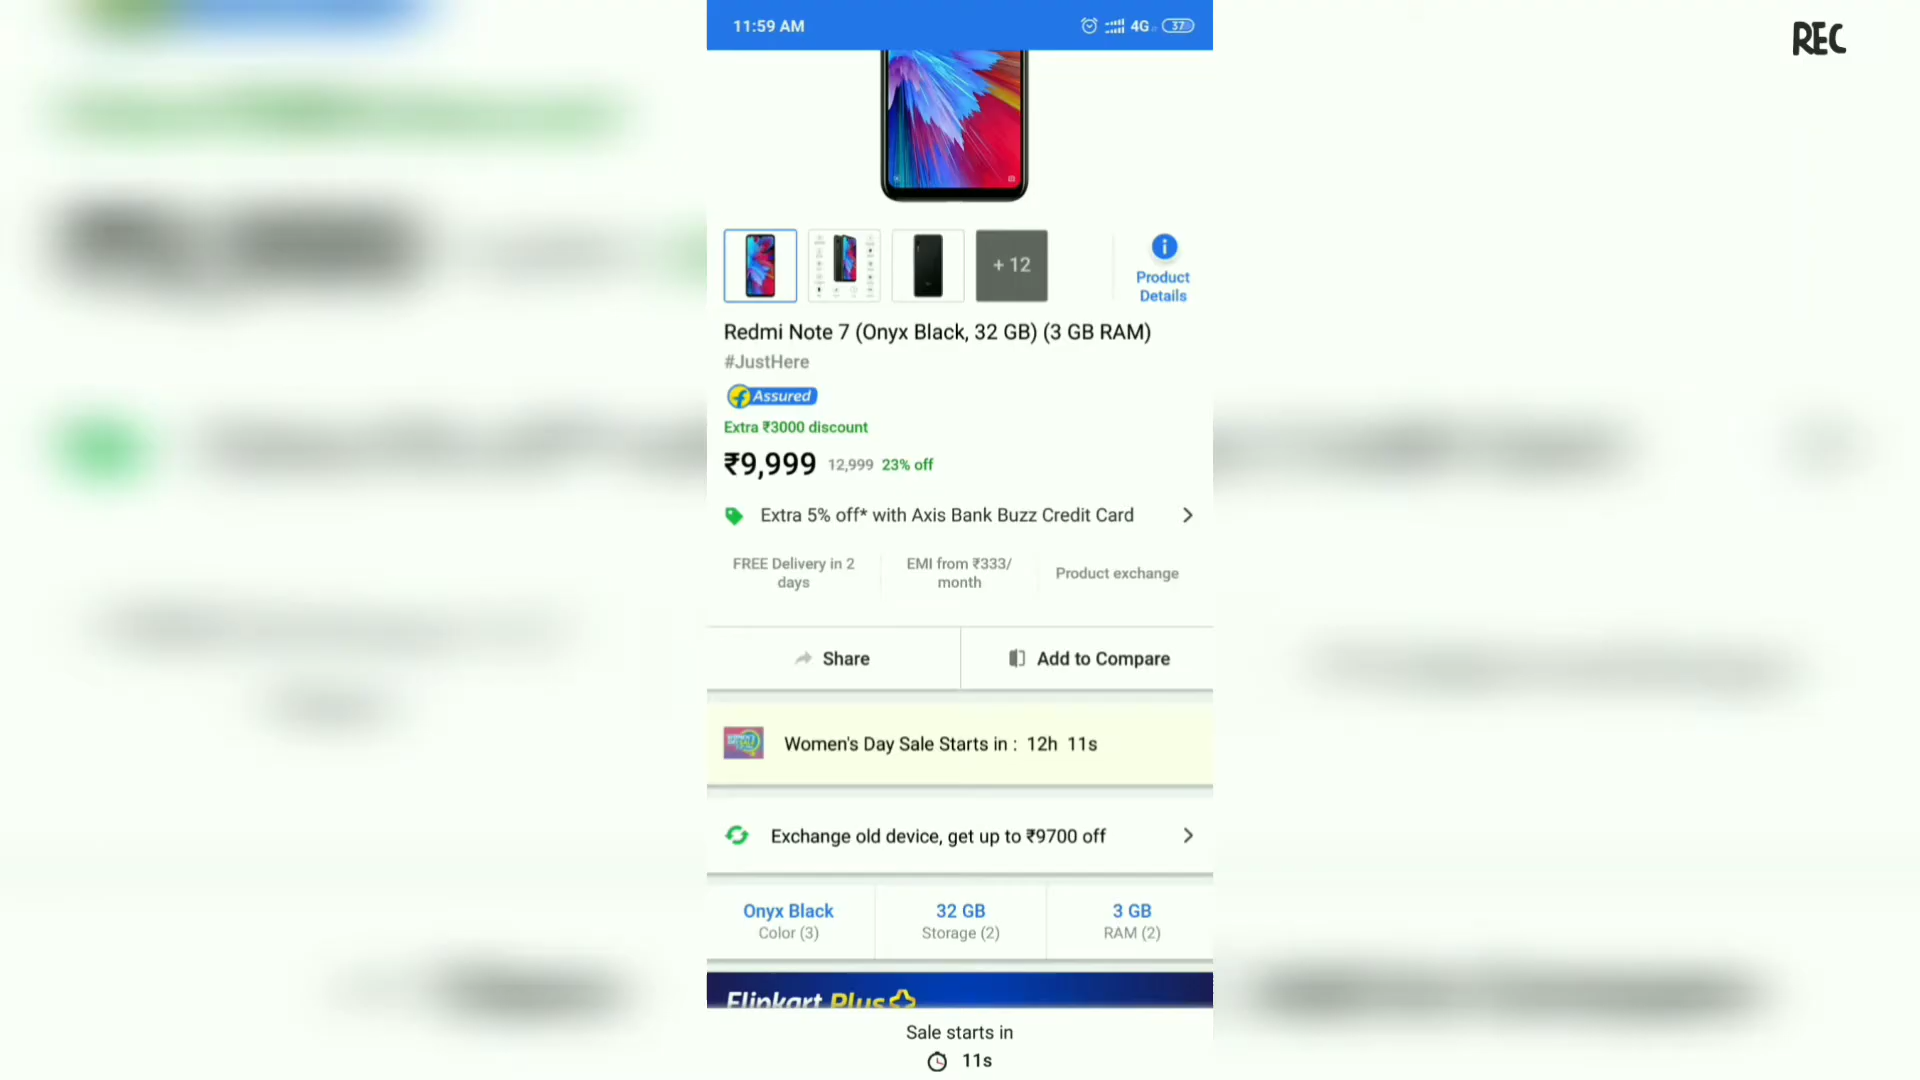 11:59 AM
4G
37
REC
+ 12
Product
Details
Redmi Note 7 (Onyx Black, 32 GB) (3 GB RAM)
#JustHere
Assured
Extra ₹3000 discount
₹9,999 12,999 23% off
Extra 5% off* with Axis Bank Buzz Credit Card
FREE Delivery in 2
days
EMI from ₹333/
month
Product exchange
Share
Add to Compare
Women's Day Sale Starts in : 12h 11s
Exchange old device, get up to ₹9700 off
Onyx Black
Color (3)
32 GB
Storage (2)
3 GB
RAM (2)
Flipkart Plus
Sale starts in
11s